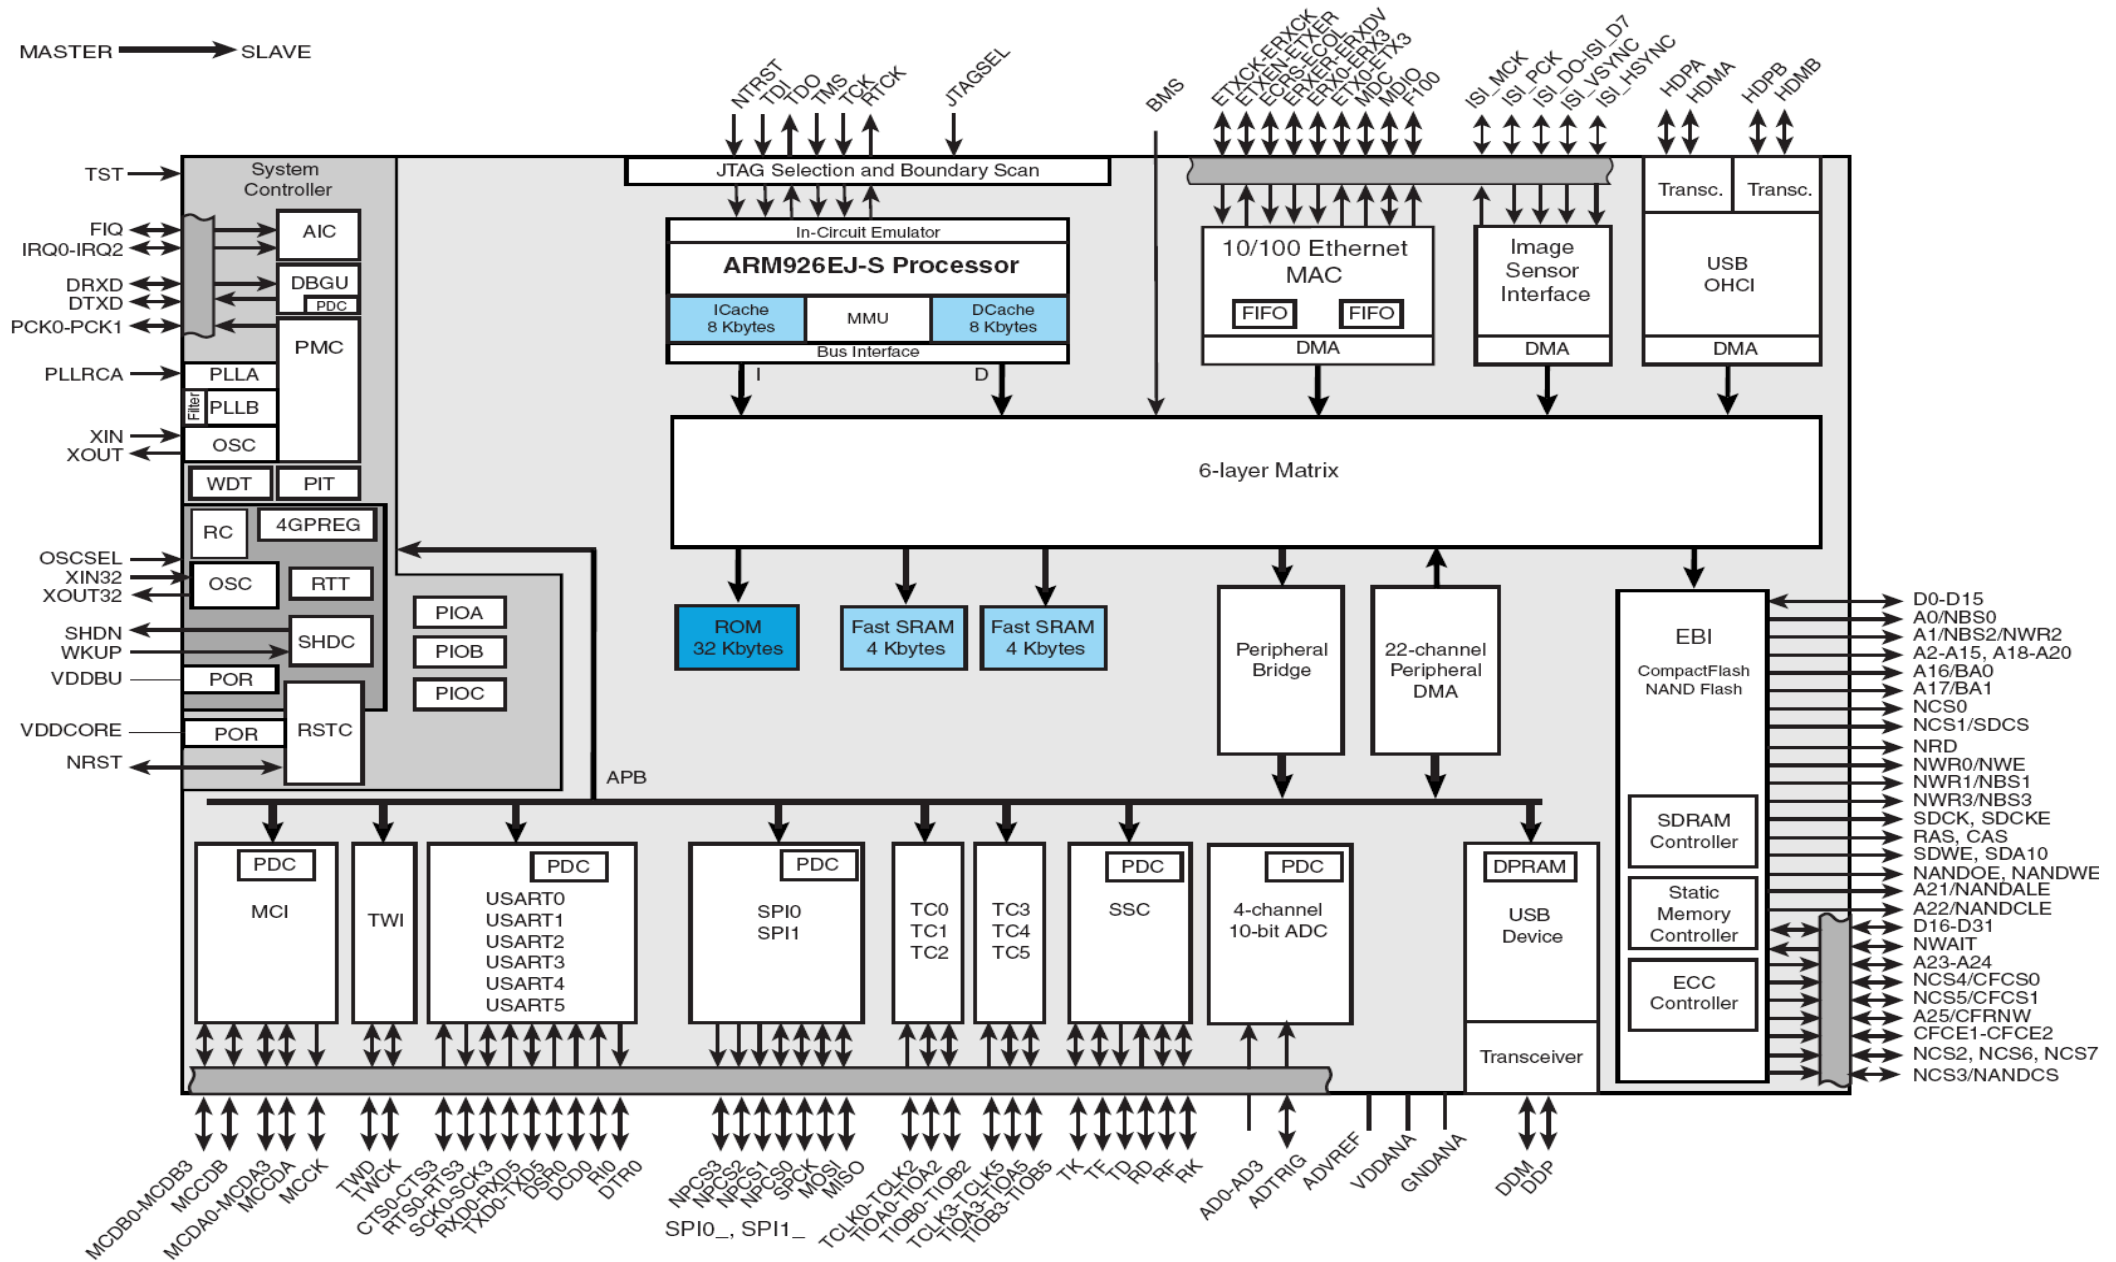 MASTER
SLAVE
NTRST
TDI
TDO
TMS
TCK
RTCK
JTAGSEL
BMS
ETXCK-ERXCK
ETXEN-ETXER
ECRS-ECOL
ERXER-ERXDV
ERX0-ERX3
ETX0-ETX3
MDC
MDIO
F100
ISI_MCK
ISI_PCK
ISI_DO-ISI_D7
ISI_VSYNC
ISI_HSYNC
HDPA
HDMA
HDPB
HDMB
TST
FIQ
IRQ0-IRQ2
DRXD
DTXD
PCK0-PCK1
PLLRCA
XIN
XOUT
OSCSEL
XIN32
XOUT32
SHDN
WKUP
VDDBU
VDDCORE
NRST
System
Controller
AIC
DBGU
PDC
PMC
PLLA
Filter
PLLB
OSC
WDT
PIT
RC
4GPREG
OSC
RTT
SHDC
POR
POR
RSTC
PIOA
PIOB
PIOC
JTAG Selection and Boundary Scan
In-Circuit Emulator
ARM926EJ-S Processor
ICache
8 Kbytes
MMU
DCache
8 Kbytes
Bus Interface
I
D
10/100 Ethernet
MAC
FIFO
FIFO
DMA
Image
Sensor
Interface
DMA
Transc.
Transc.
USB
OHCI
DMA
6-layer Matrix
ROM
32 Kbytes
Fast SRAM
4 Kbytes
Fast SRAM
4 Kbytes
Peripheral
Bridge
22-channel
Peripheral
DMA
EBI
CompactFlash
NAND Flash
SDRAM
Controller
Static
Memory
Controller
ECC
Controller
D0-D15
A0/NBS0
A1/NBS2/NWR2
A2-A15, A18-A20
A16/BA0
A17/BA1
NCS0
NCS1/SDCS
NRD
NWR0/NWE
NWR1/NBS1
NWR3/NBS3
SDCK, SDCKE
RAS, CAS
SDWE, SDA10
NANDOE, NANDWE
A21/NANDALE
A22/NANDCLE
D16-D31
NWAIT
A23-A24
NCS4/CFCS0
NCS5/CFCS1
A25/CFRNW
CFCE1-CFCE2
NCS2, NCS6, NCS7
NCS3/NANDCS
APB
PDC
MCI
TWI
PDC
USART0
USART1
USART2
USART3
USART4
USART5
PDC
SPI0
SPI1
TC0
TC1
TC2
TC3
TC4
TC5
PDC
SSC
PDC
4-channel
10-bit ADC
DPRAM
USB
Device
Transceiver
MCDB0-MCDB3
MCCDB
MCDA0-MCDA3
MCCDA
MCCK
TWD
TWCK
CTS0-CTS3
RTS0-RTS3
SCK0-SCK3
RXD0-RXD5
TXD0-TXD5
DSR0
DCD0
RI0
DTR0
NPCS3
NPCS2
NPCS1
NPCS0
SPCK
MOSI
MISO
SPI0_, SPI1_
TCLK0-TCLK2
TIOA0-TIOA2
TIOB0-TIOB2
TCLK3-TCLK5
TIOA3-TIOA5
TIOB3-TIOB5
TK
TF
TD
RD
RF
RK
AD0-AD3
ADTRIG
ADVREF
VDDANA
GNDANA
DDM
DDP